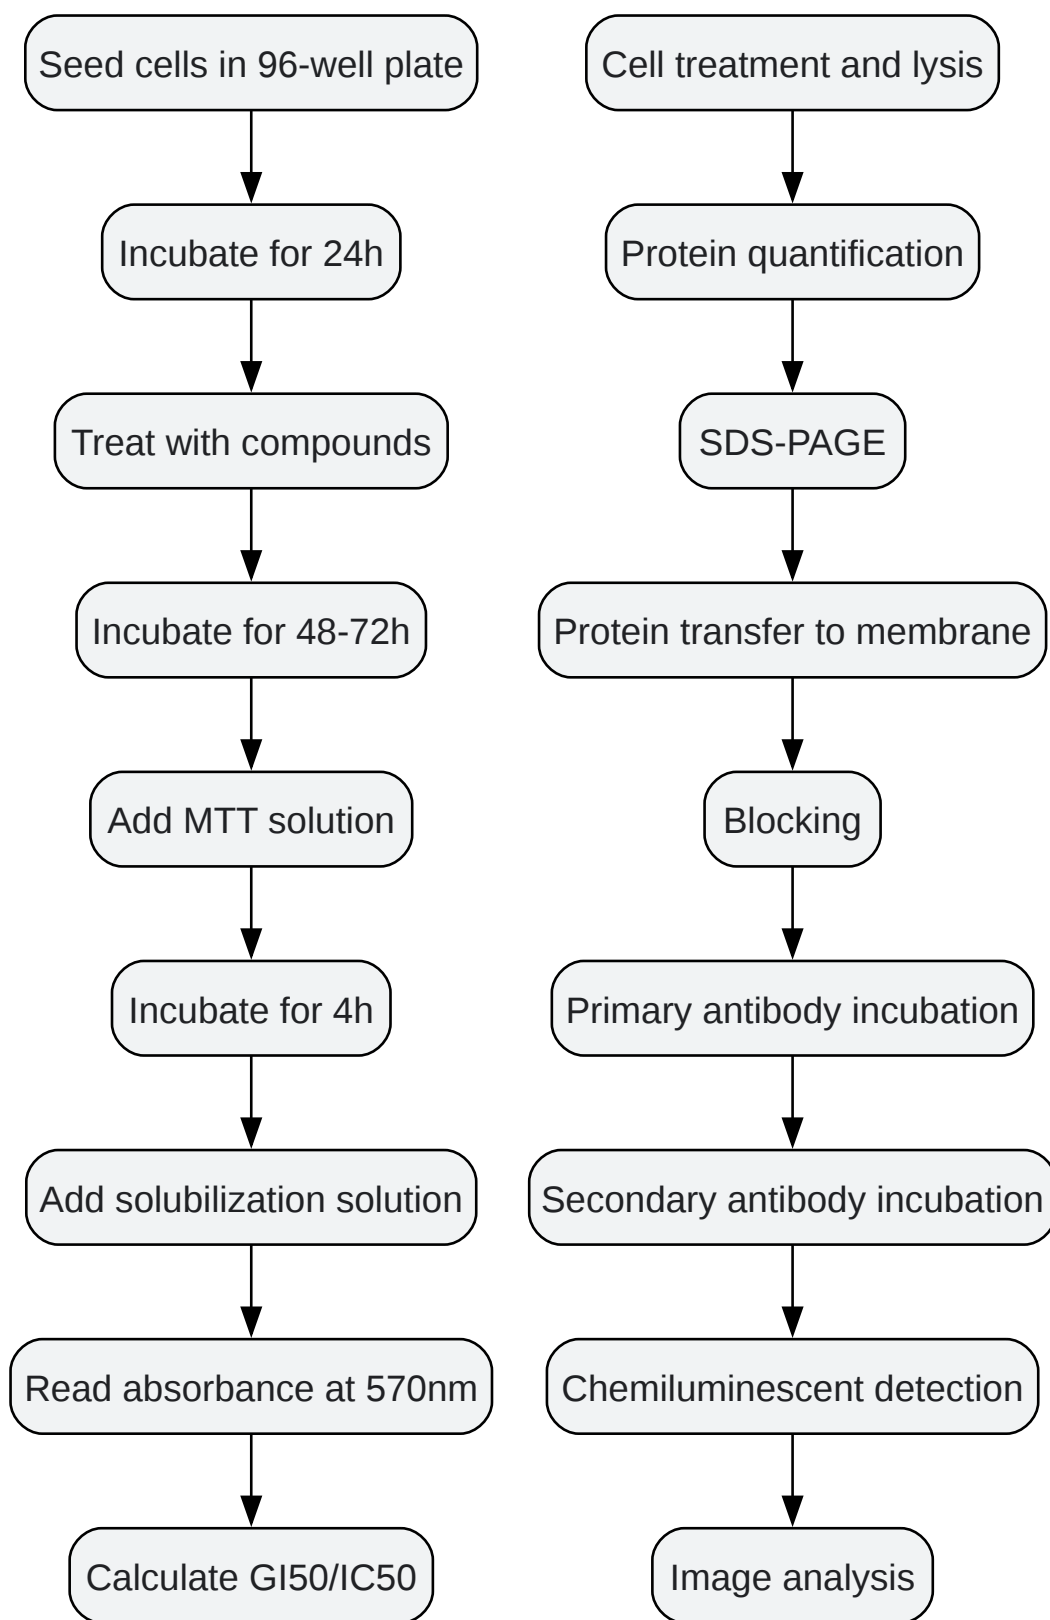 Seed cells in 96-well plate
Incubate for 24h
Treat with compounds
Incubate for 48-72h
Add MTT solution
Incubate for 4h
Add solubilization solution
Read absorbance at 570nm
Calculate GI50/IC50
Cell treatment and lysis
Protein quantification
SDS-PAGE
Protein transfer to membrane
Blocking
Primary antibody incubation
Secondary antibody incubation
Chemiluminescent detection
Image analysis